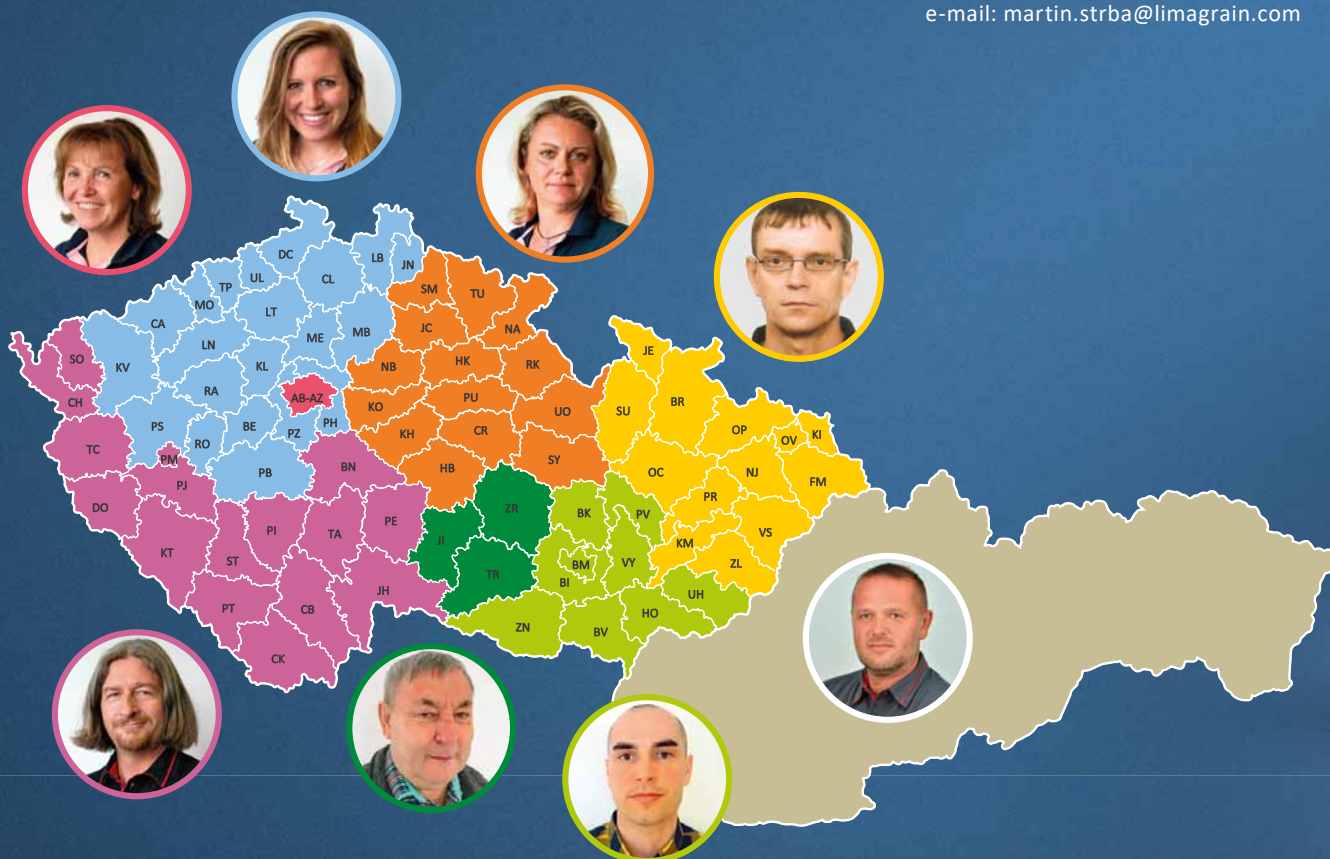 e-mail: martin.strba@limagrain.com
DC
LB
JN
UL
CL
TP
MO
LT
SM
TU
CA
ME
MB
JC
NA
LN
SO
KV
KL
NB
HK
RK
JE
RA
AB-AZ
CH
KO
PU
UO
SU
BR
PS
BE
PZ
PH
RO
KH
CR
OP
OV
KI
TC
PM
PB
BN
HB
SY
OC
NJ
FM
PJ
DO
PR
ZR
BK
PV
PI
TA
PE
VS
KT
ST
JI
KM
BM
VY
ZL
TR
BI
JH
UH
PT
CB
HO
ZN
BV
CK